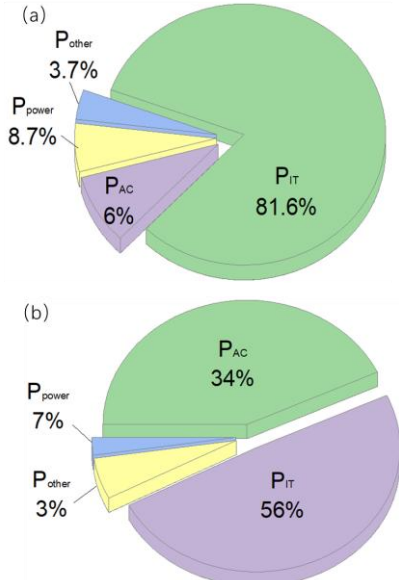 (a)
Pother
3.7%
Ppower
8.7%
PAC
6%
PIT
81.6%
(b)
PAC
34%
Ppower
7%
Pother
3%
PIT
56%